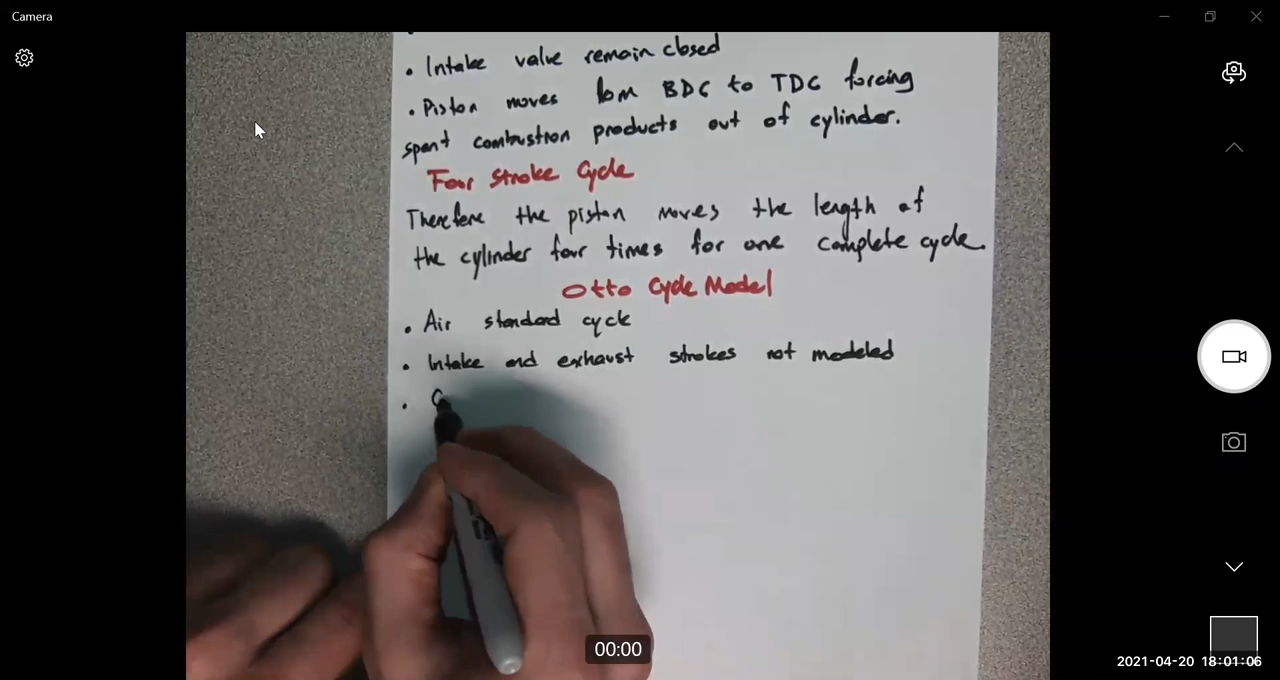 Camera
• Intake value remain closed
• Piston moves from BDC to TDC forcing
spent combustion products out of cylinder.
Four Stroke Cycle
Therefore the piston moves the length of
the cylinder four times for one complete cycle.
Otto Cycle Model
• Air standard cycle
• Intake and exhaust strokes not modeled
•
00:00
2021-04-20 18:01:06